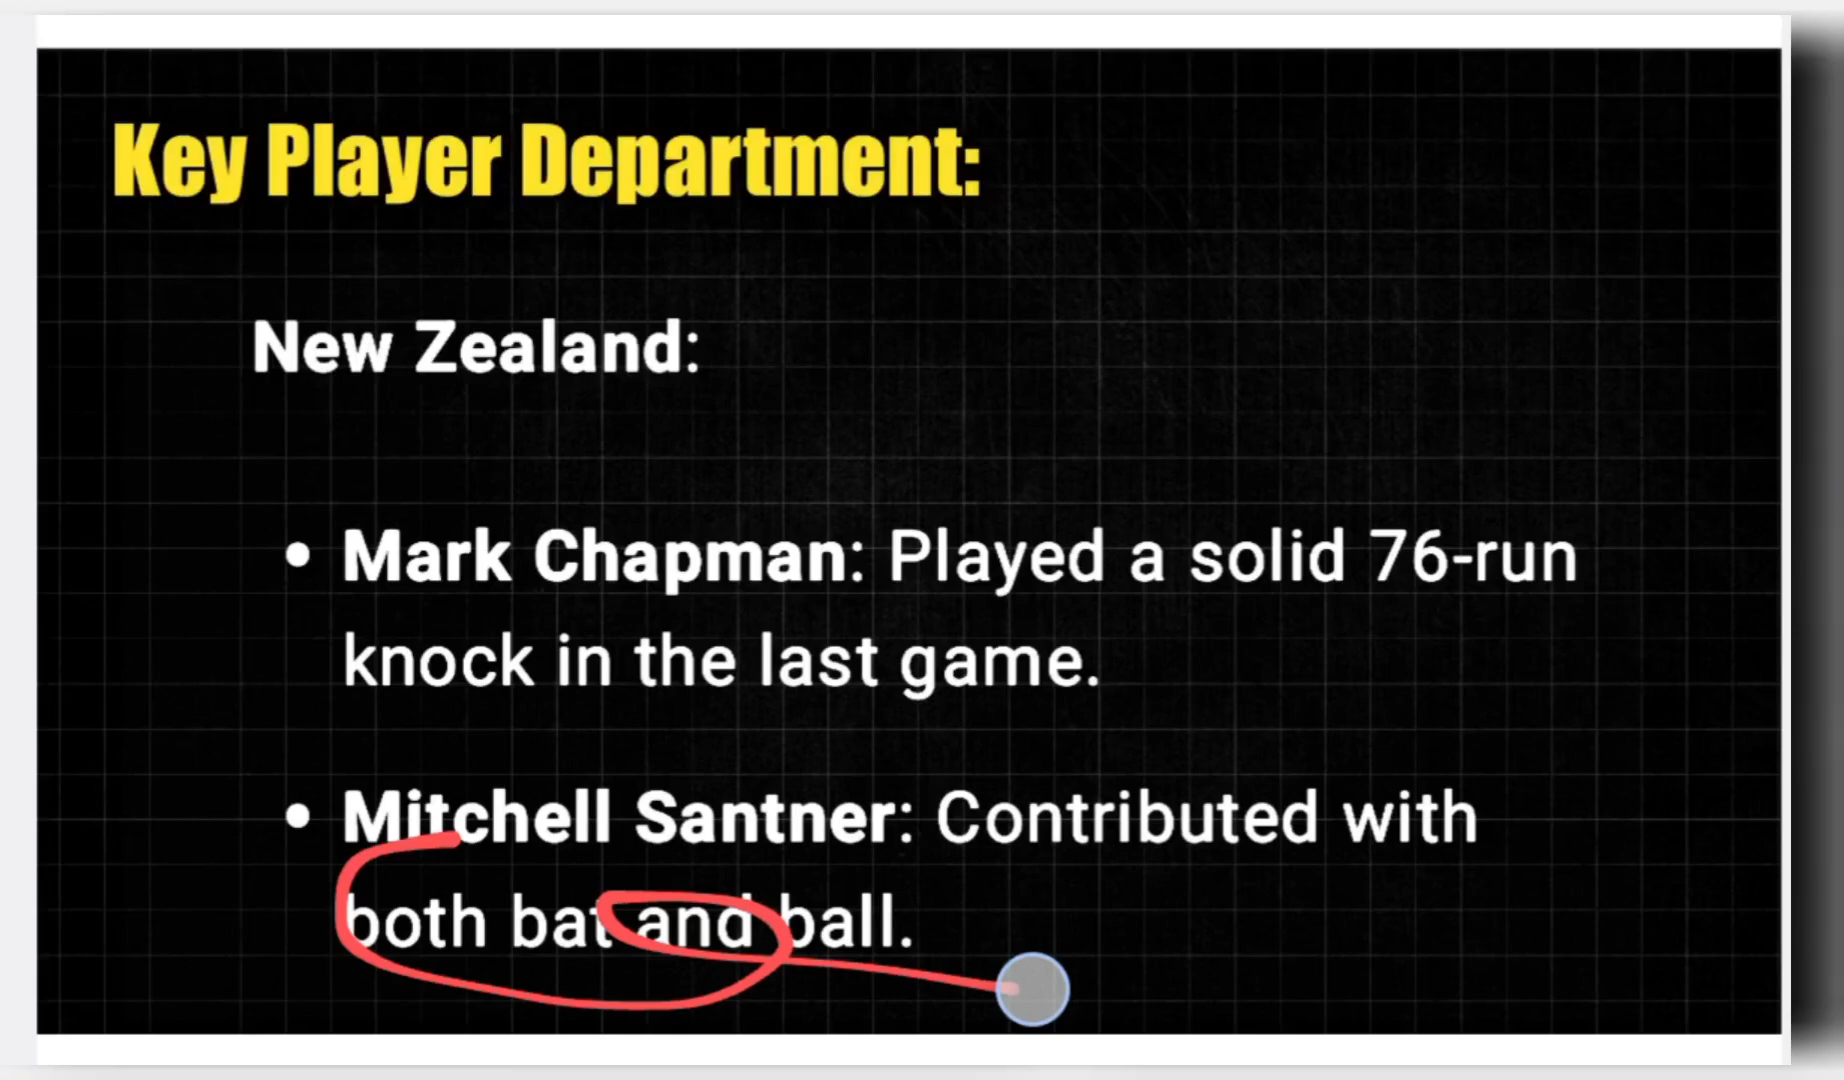 Key Player Department:
New Zealand:
• Mark Chapman: Played a solid 76-run
knock in the last game.
• Mitchell Santner: Contributed with
both bat and ball.